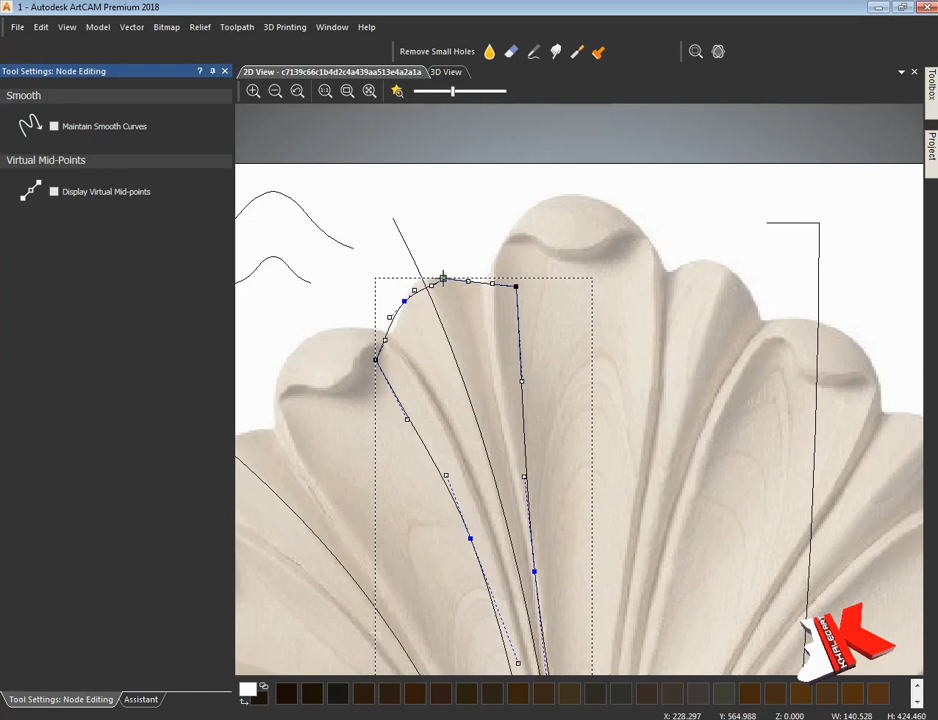 1 - Autodesk ArtCAM Premium 2018
File Edit View Model Vector Bitmap Relief Toolpath 3D Printing Window Help
Remove Small Holes
Tool Settings: Node Editing
2D View - c7139c66c1b4d2c4a439aa513e4a2a1a
3D View
Smooth
Maintain Smooth Curves
Virtual Mid-Points
Display Virtual Mid-points
Toolbox
Project
KHALEDRRA
Tool Settings: Node Editing
Assistant
X: 228.297 Y: 564.988 Z: 0.000 W: 140.528 H: 424.460